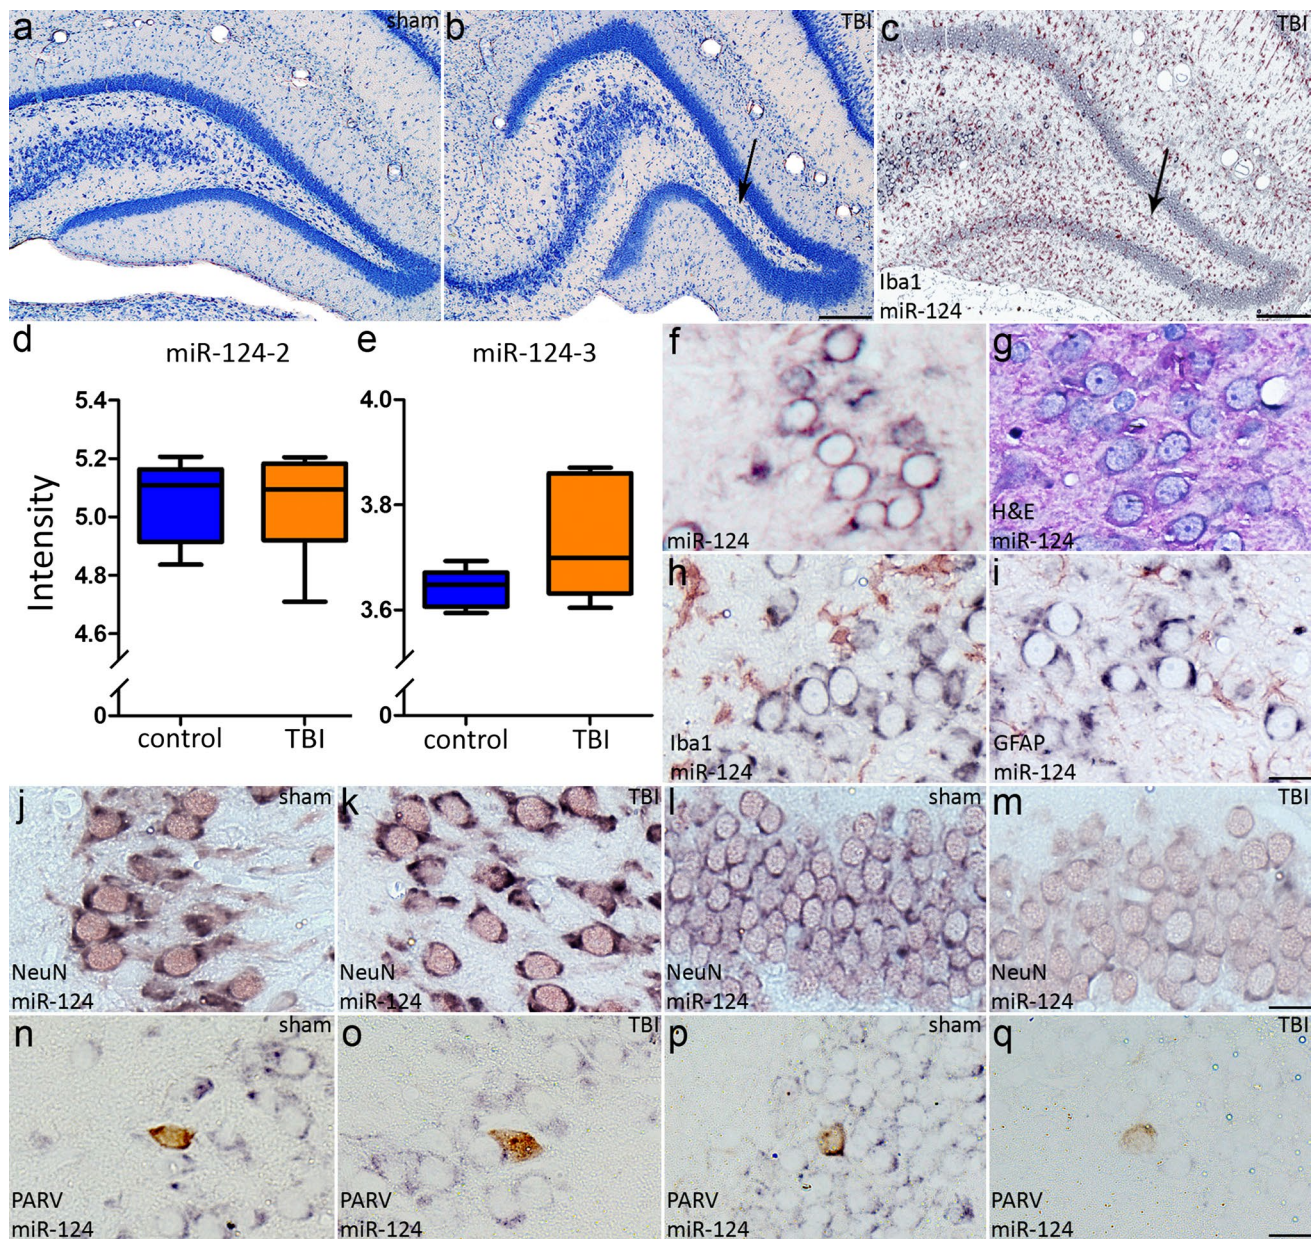 a
sham
b
TBI
c
TBI
Iba1
miR-124
d
miR-124-2
e
miR-124-3
Intensity
5.4
5.2
5.0
4.8
4.6
0
control
TBI
4.0
3.8
3.6
0
control
TBI
f
miR-124
g
H&E
miR-124
h
Iba1
miR-124
i
GFAP
miR-124
j
sham
NeuN
miR-124
k
TBI
NeuN
miR-124
l
sham
NeuN
miR-124
m
TBI
NeuN
miR-124
n
sham
PARV
miR-124
o
TBI
PARV
miR-124
p
sham
PARV
miR-124
q
TBI
PARV
miR-124